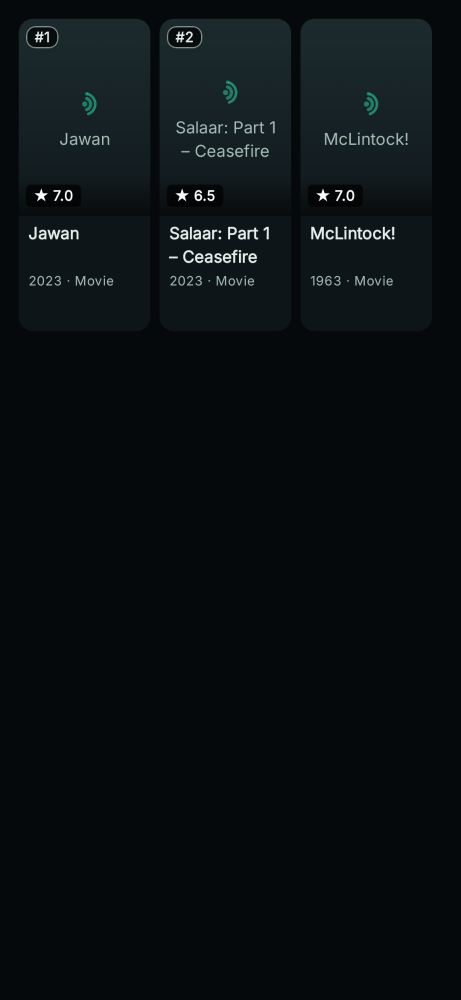 #1
Jawan
★ 7.0
Jawan
2023 · Movie
#2
Salaar: Part 1
– Ceasefire
★ 6.5
Salaar: Part 1
– Ceasefire
2023 · Movie
McLintock!
★ 7.0
McLintock!
1963 · Movie